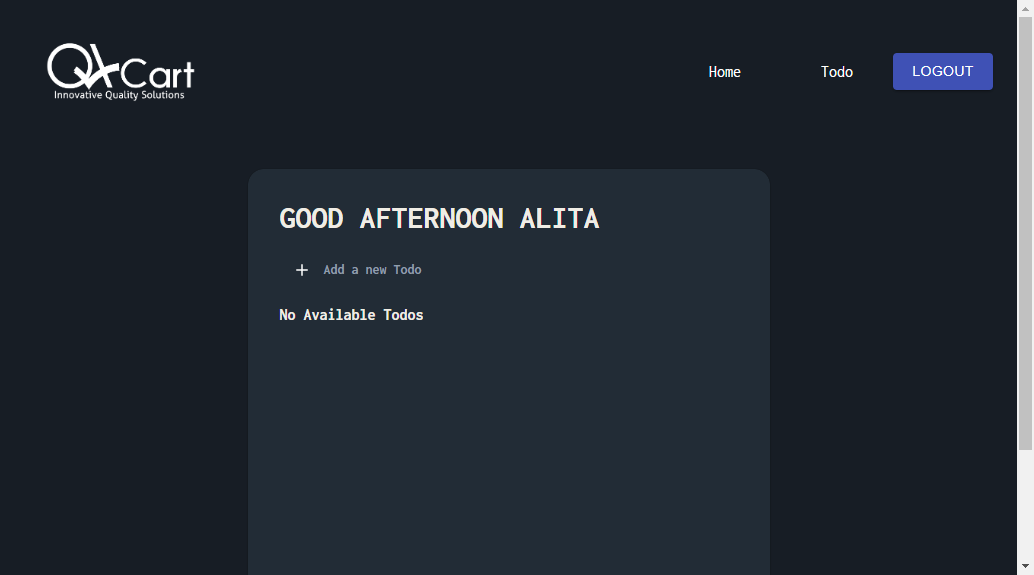 QACart
Innovative Quality Solutions
Home
Todo
LOGOUT
GOOD AFTERNOON ALITA
+ Add a new Todo
No Available Todos